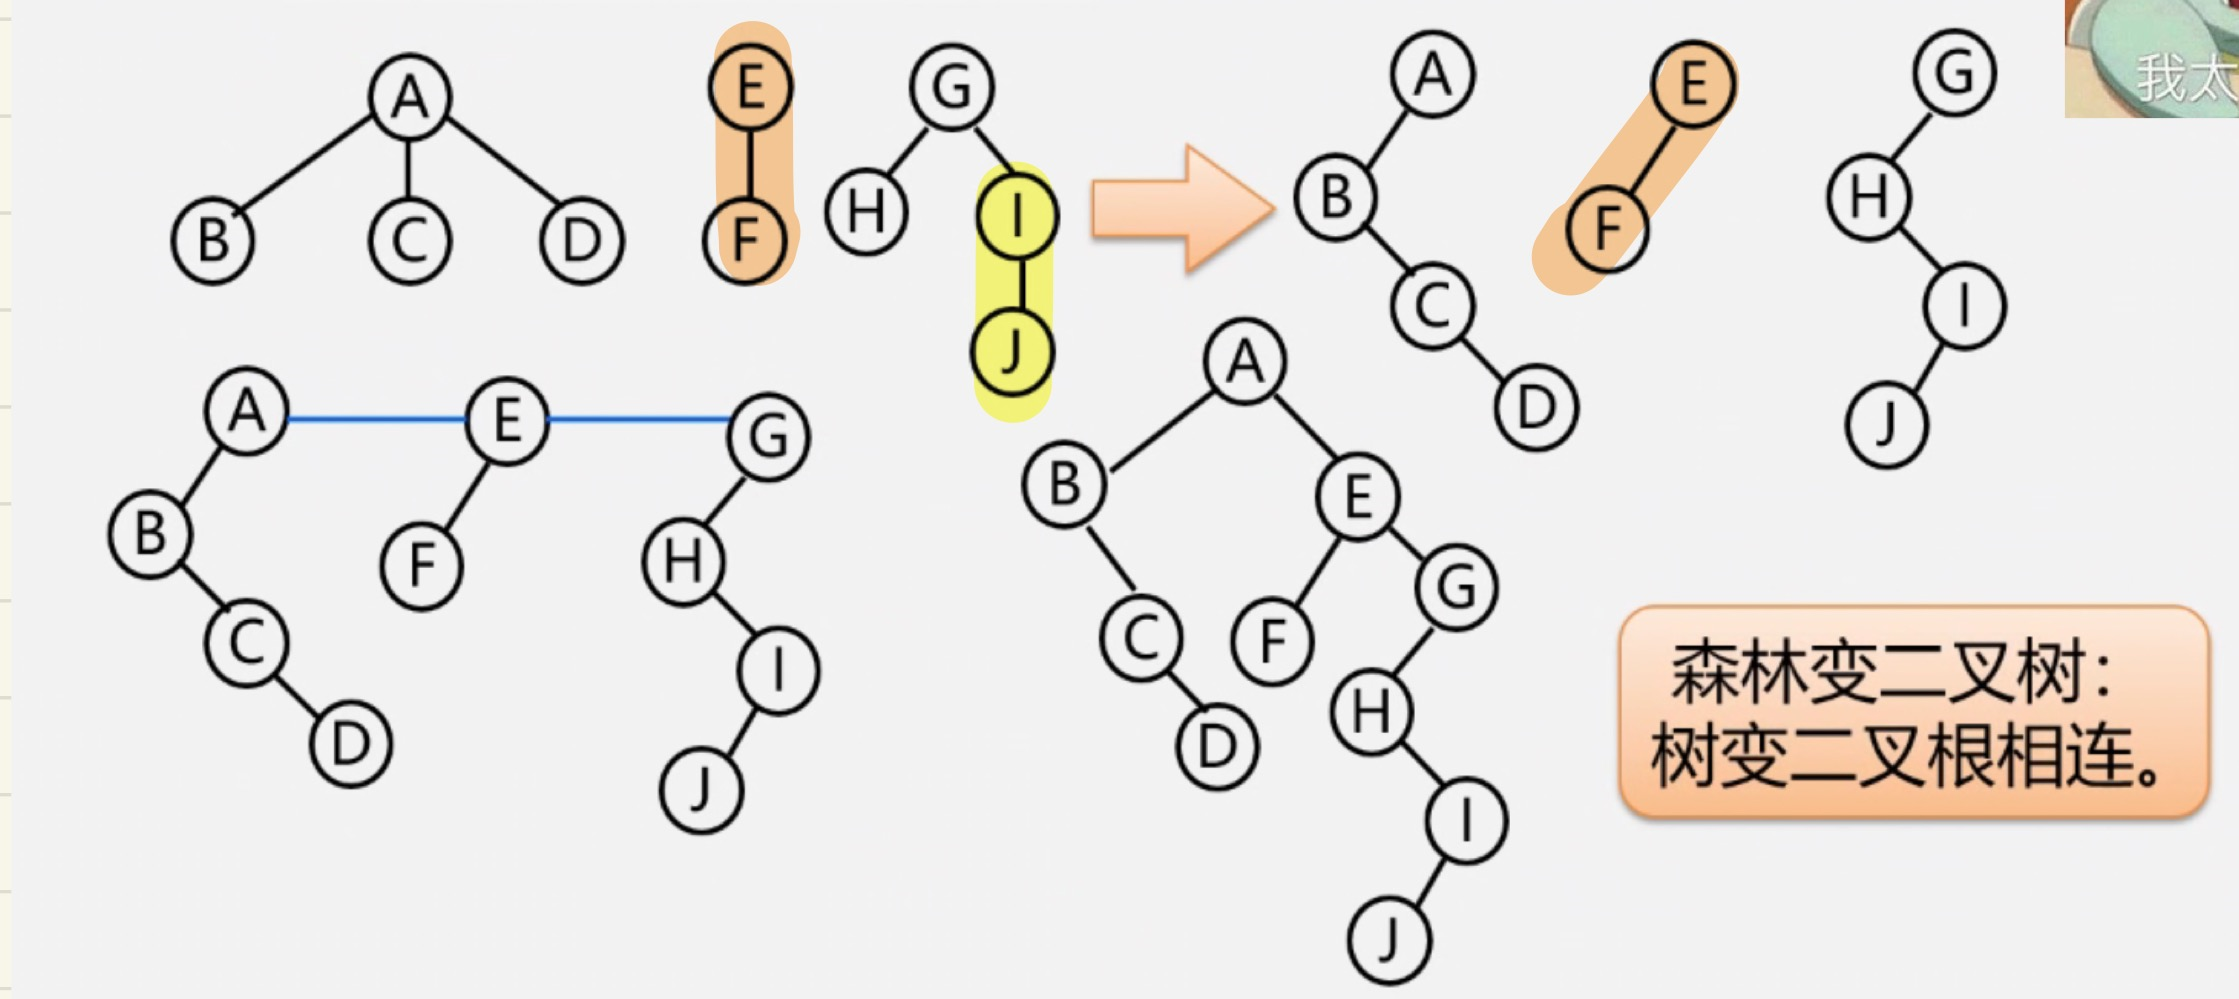 A E G A E G
我太
B C D F H I B F H
J C I
D J
A E G A
B F H B E
C I C F G
D J D H
I
J
森林变二叉树：
树变二叉根相连。